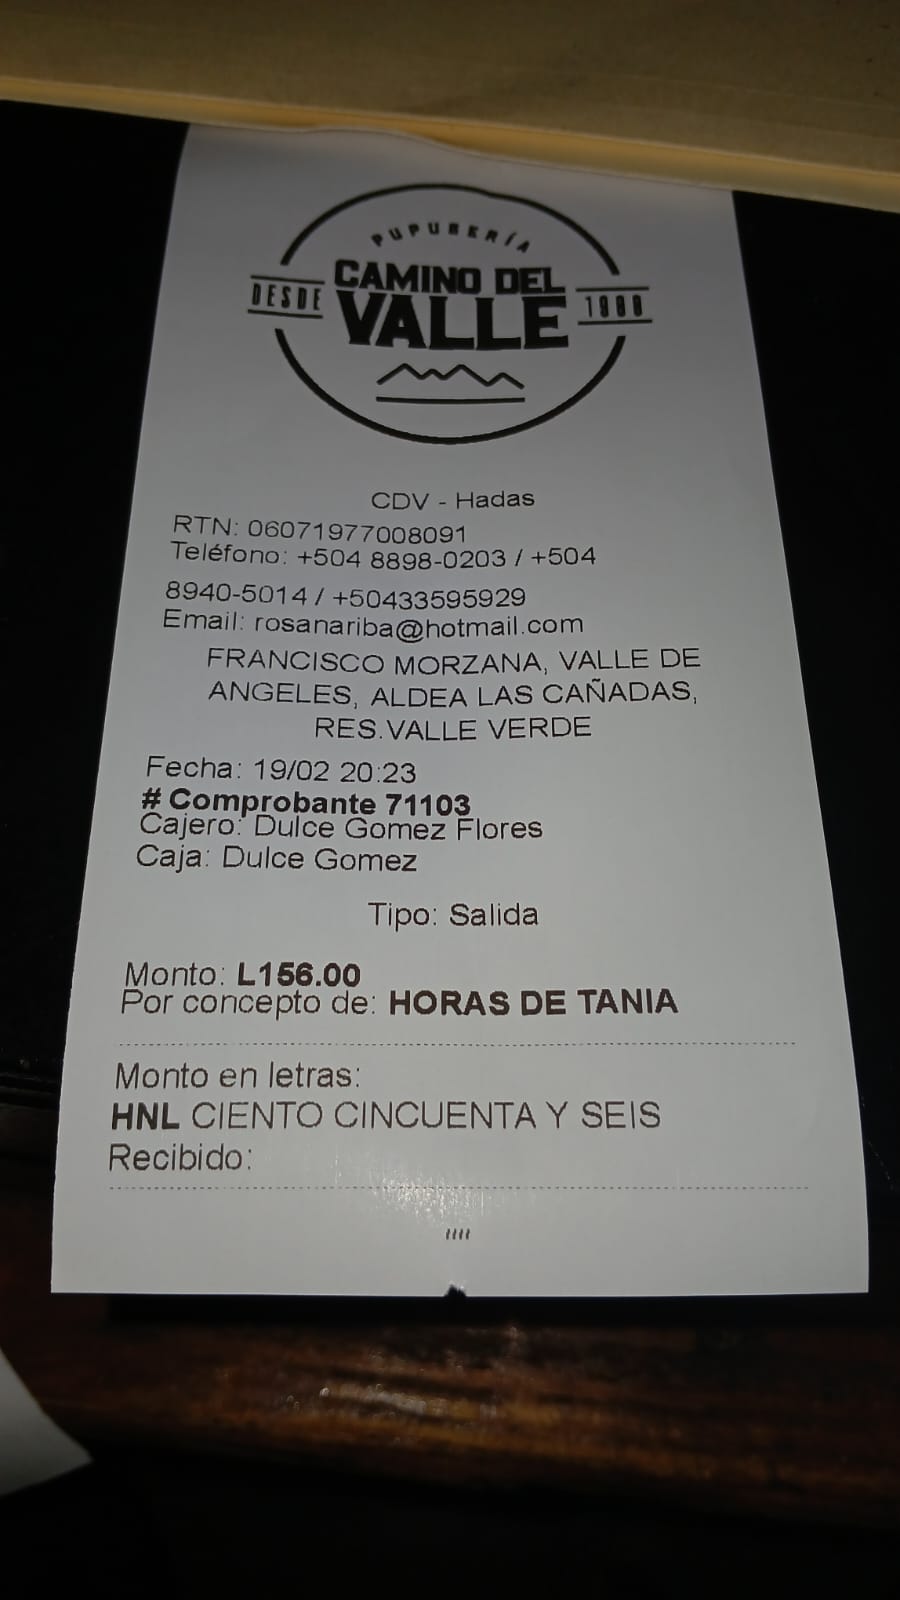 PUPUSERÍA
DESDE
CAMINO DEL
VALLE
CDV - Hadas
RTN: 06071977008091
Teléfono: +504 8898-0203 / +504
8940-5014 / +50433595929
Email: rosanariba@hotmail.com
FRANCISCO MORZANA, VALLE DE
ANGELES, ALDEA LAS CAÑADAS,
RES.VALLE VERDE
Fecha: 19/02 20:23
# Comprobante 71103
Cajero: Dulce Gomez Flores
Caja: Dulce Gomez
Tipo: Salida
Monto: L156.00
Por concepto de: HORAS DE TANIA
Monto en letras:
HNL CIENTO CINCUENTA Y SEIS
Recibido: